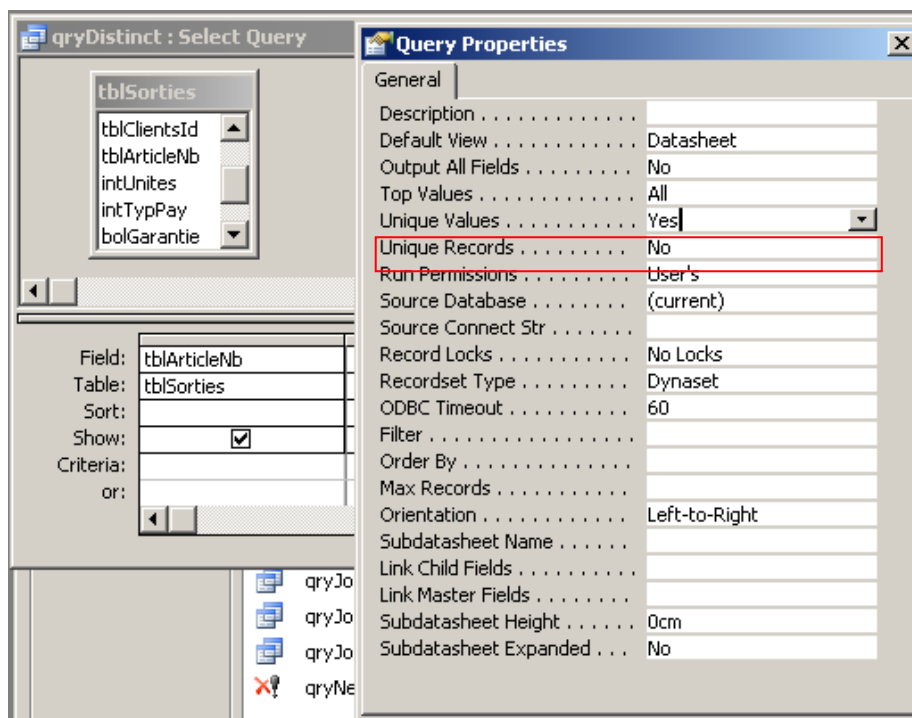 qryDistinct : Select Query
tblSorties
tblClientsId
tblArticleNb
intUnites
intTypPay
bolGarantie
Field: tblArticleNb
Table: tblSorties
Sort:
Show:
Criteria:
or:
qryJo
qryJo
qryJo
qryNe
Query Properties
General
Description . . . . . . . . . . . . .
Default View . . . . . . . . . . . . Datasheet
Output All Fields . . . . . . . . . No
Top Values . . . . . . . . . . . . . All
Unique Values . . . . . . . . . . . Yes
Unique Records . . . . . . . . . No
Run Permissions . . . . . . . . . User's
Source Database . . . . . . . . (current)
Source Connect Str . . . . . . .
Record Locks . . . . . . . . . . . No Locks
Recordset Type . . . . . . . . . Dynaset
ODBC Timeout . . . . . . . . . . 60
Filter . . . . . . . . . . . . . . . . .
Order By . . . . . . . . . . . . . .
Max Records . . . . . . . . . . .
Orientation . . . . . . . . . . . . Left-to-Right
Subdatasheet Name . . . . . .
Link Child Fields . . . . . . . . . .
Link Master Fields . . . . . . . .
Subdatasheet Height . . . . . . 0cm
Subdatasheet Expanded . . . No